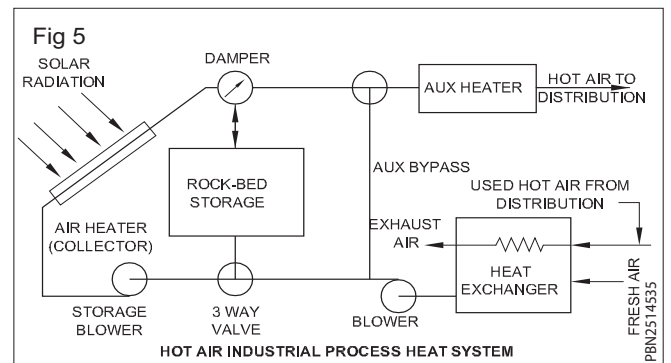 Fig 5
SOLAR
RADIATION
DAMPER
AUX HEATER
HOT AIR TO
DISTRIBUTION
ROCK-BED
STORAGE
AUX BYPASS
AIR HEATER
(COLLECTOR)
USED HOT AIR FROM
DISTRIBUTION
EXHAUST
AIR
HEAT
EXCHANGER
FRESH AIR
STORAGE
BLOWER
3 WAY
VALVE
BLOWER
HOT AIR INDUSTRIAL PROCESS HEAT SYSTEM
PBN2514535